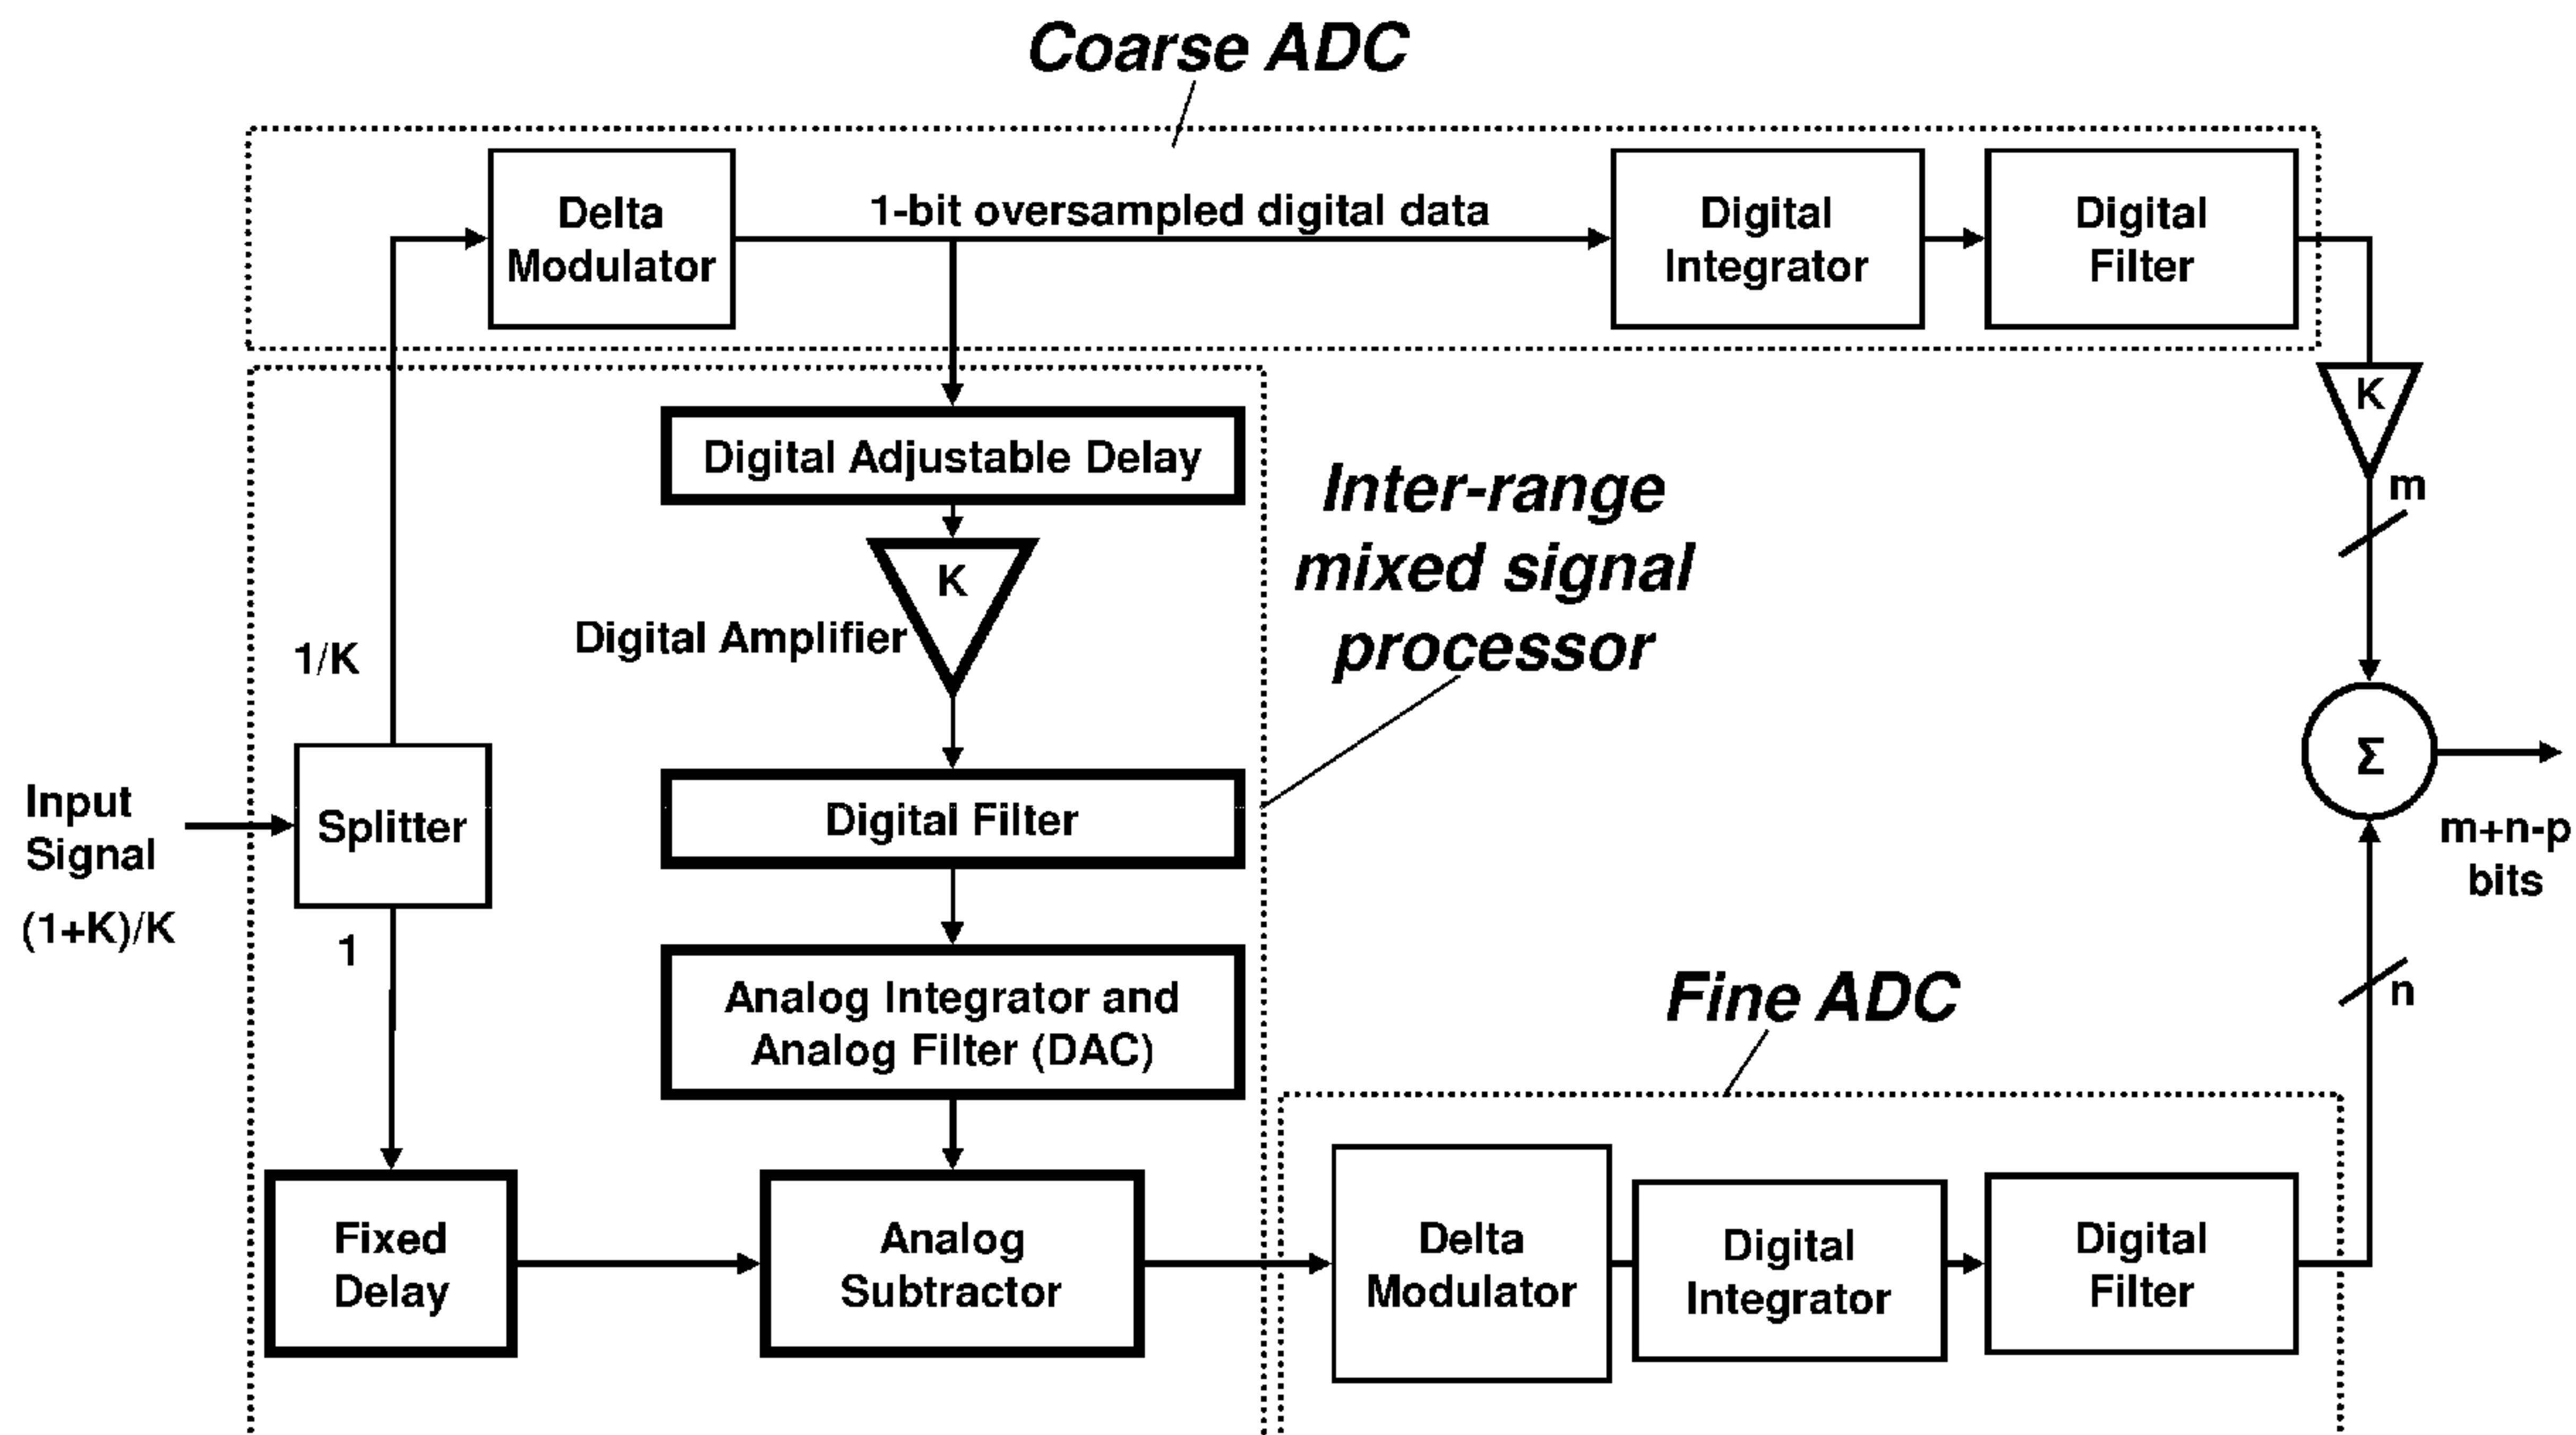 Coarse ADC
Delta
Modulator
1-bit oversampled digital data
Digital
Integrator
Digital
Filter
K
m
Digital Adjustable Delay
K
Digital Amplifier
Inter-range
mixed signal
processor
1/K
Input
Signal
(1+K)/K
Splitter
1
Digital Filter
Σ
m+n-p
bits
Analog Integrator and
Analog Filter (DAC)
Fine ADC
n
Fixed
Delay
Analog
Subtractor
Delta
Modulator
Digital
Integrator
Digital
Filter